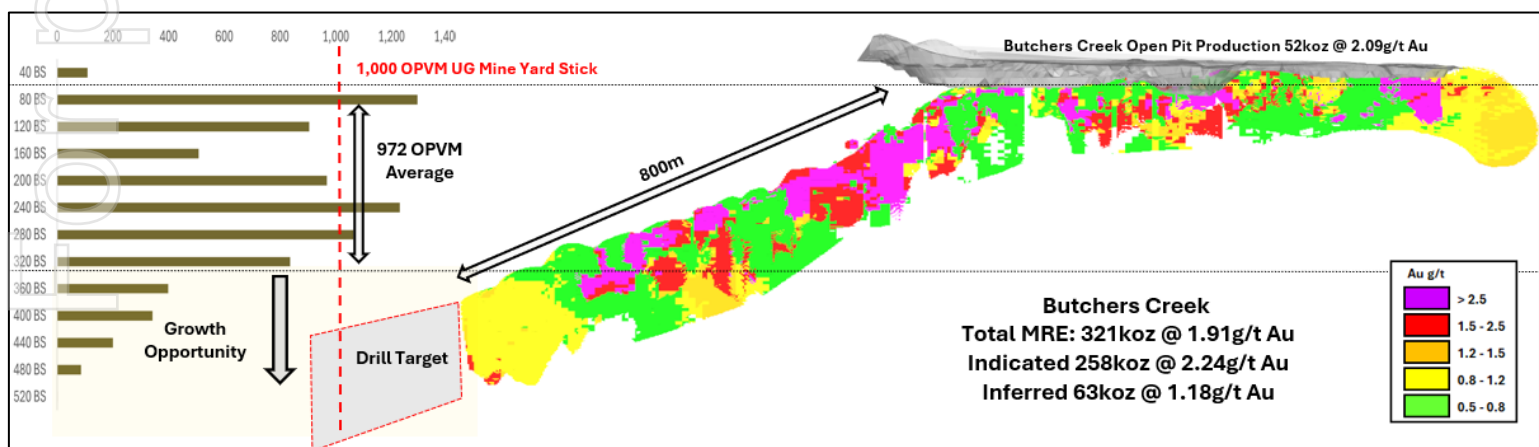 0 200 400 600 800 1,000 1,200 1,40
40 BS
80 BS
120 BS
160 BS
200 BS
240 BS
280 BS
320 BS
360 BS
400 BS
440 BS
480 BS
520 BS
1,000 OPVM UG Mine Yard Stick
972 OPVM
Average
Growth
Opportunity
Drill Target
800m
Butchers Creek Open Pit Production 52koz @ 2.09g/t Au
Butchers Creek
Total MRE: 321koz @ 1.91g/t Au
Indicated 258koz @ 2.24g/t Au
Inferred 63koz @ 1.18g/t Au
Au g/t
> 2.5
1.5 - 2.5
1.2 - 1.5
0.8 - 1.2
0.5 - 0.8